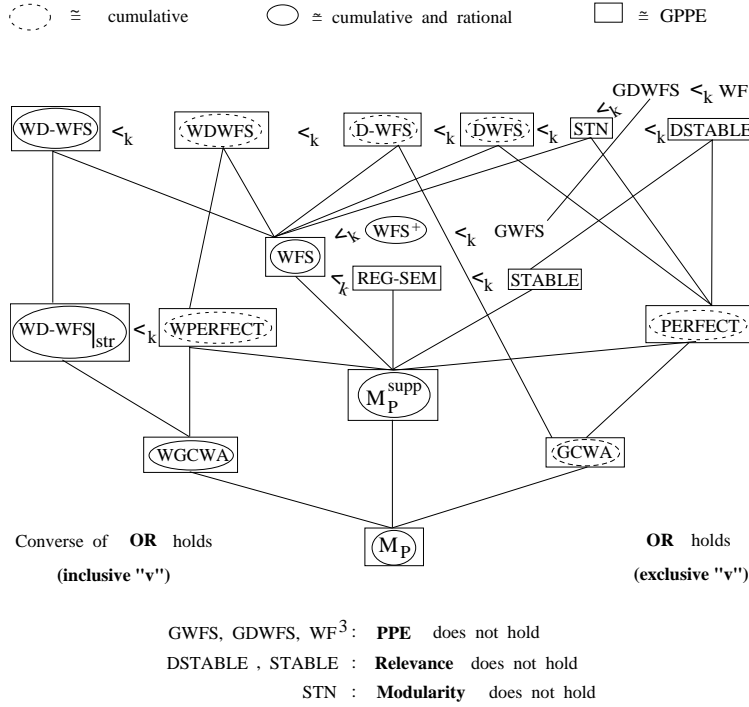 ≅ cumulative ≅ cumulative and rational ≅ GPPE
GDWFS <k WF
WD-WFS <k WDWFS <k D-WFS <k DWFS <k STN <k <k DSTABLE
WFS <k WFS+ <k GWFS
<k REG-SEM <k STABLE
WD-WFS|str <k WPERFECT PERFECT
M_P^supp
WGCWA GCWA
Converse of OR holds M_P OR holds
(inclusive "v") (exclusive "v")
GWFS, GDWFS, WF³ : PPE does not hold
DSTABLE , STABLE : Relevance does not hold
STN : Modularity does not hold